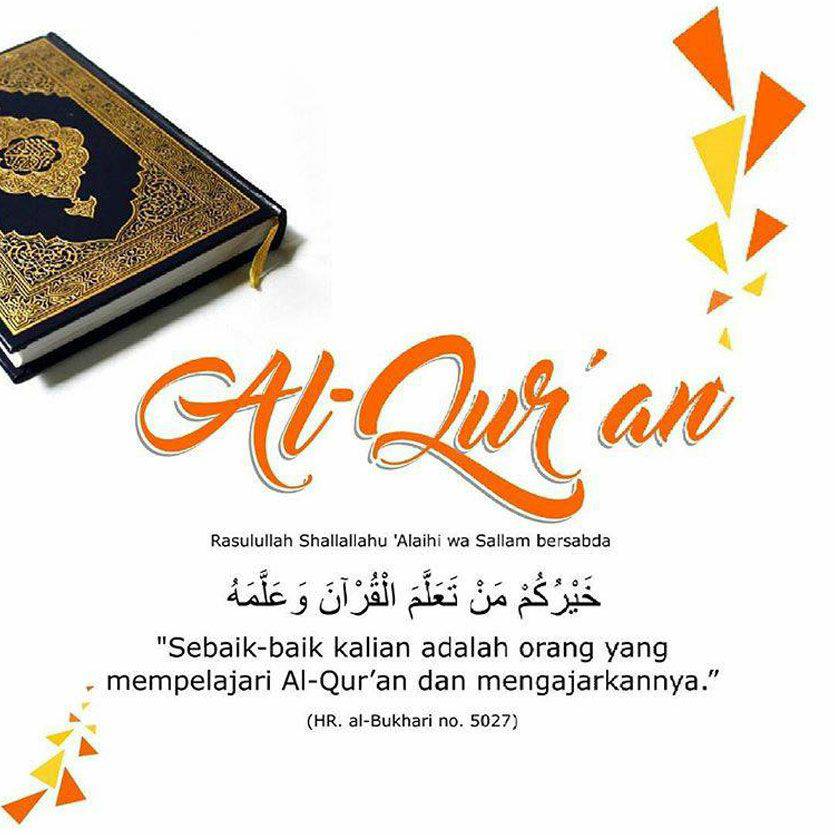 Al-Qur'an
Rasulullah Shallallahu 'Alaihi wa Sallam bersabda
خَيْرُكُمْ مَنْ تَعَلَّمَ الْقُرْآنَ وَعَلَّمَهُ
"Sebaik-baik kalian adalah orang yang
mempelajari Al-Qur’an dan mengajarkannya.”
(HR. al-Bukhari no. 5027)